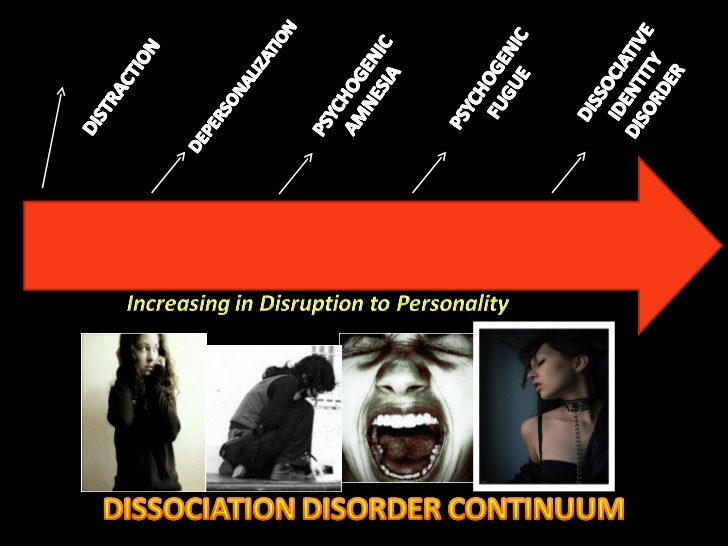 DISTRACTION
DEPERSONALIZATION
PSYCHOGENIC
AMNESIA
PSYCHOGENIC
FUGUE
DISSOCIATIVE
IDENTITY
DISORDER
Increasing in Disruption to Personality
DISSOCIATION DISORDER CONTINUUM